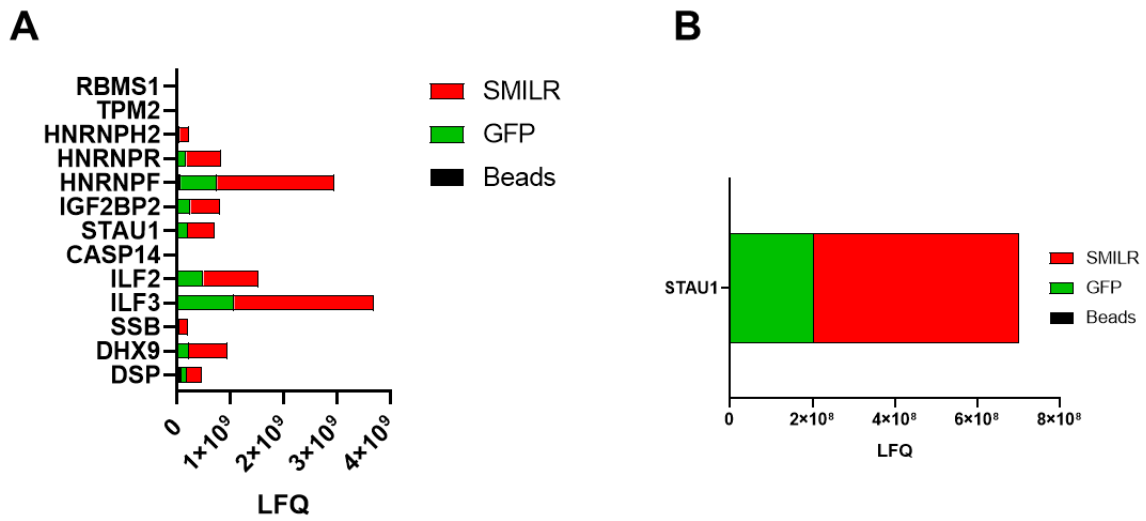 A
RBMS1
TPM2
HNRNPH2
HNRNPR
HNRNPF
IGF2BP2
STAU1
CASP14
ILF2
ILF3
SSB
DHX9
DSP
0
1×10⁹
2×10⁹
3×10⁹
4×10⁹
LFQ
SMILR
GFP
Beads
B
STAU1
0
2×10⁸
4×10⁸
6×10⁸
8×10⁸
LFQ
SMILR
GFP
Beads